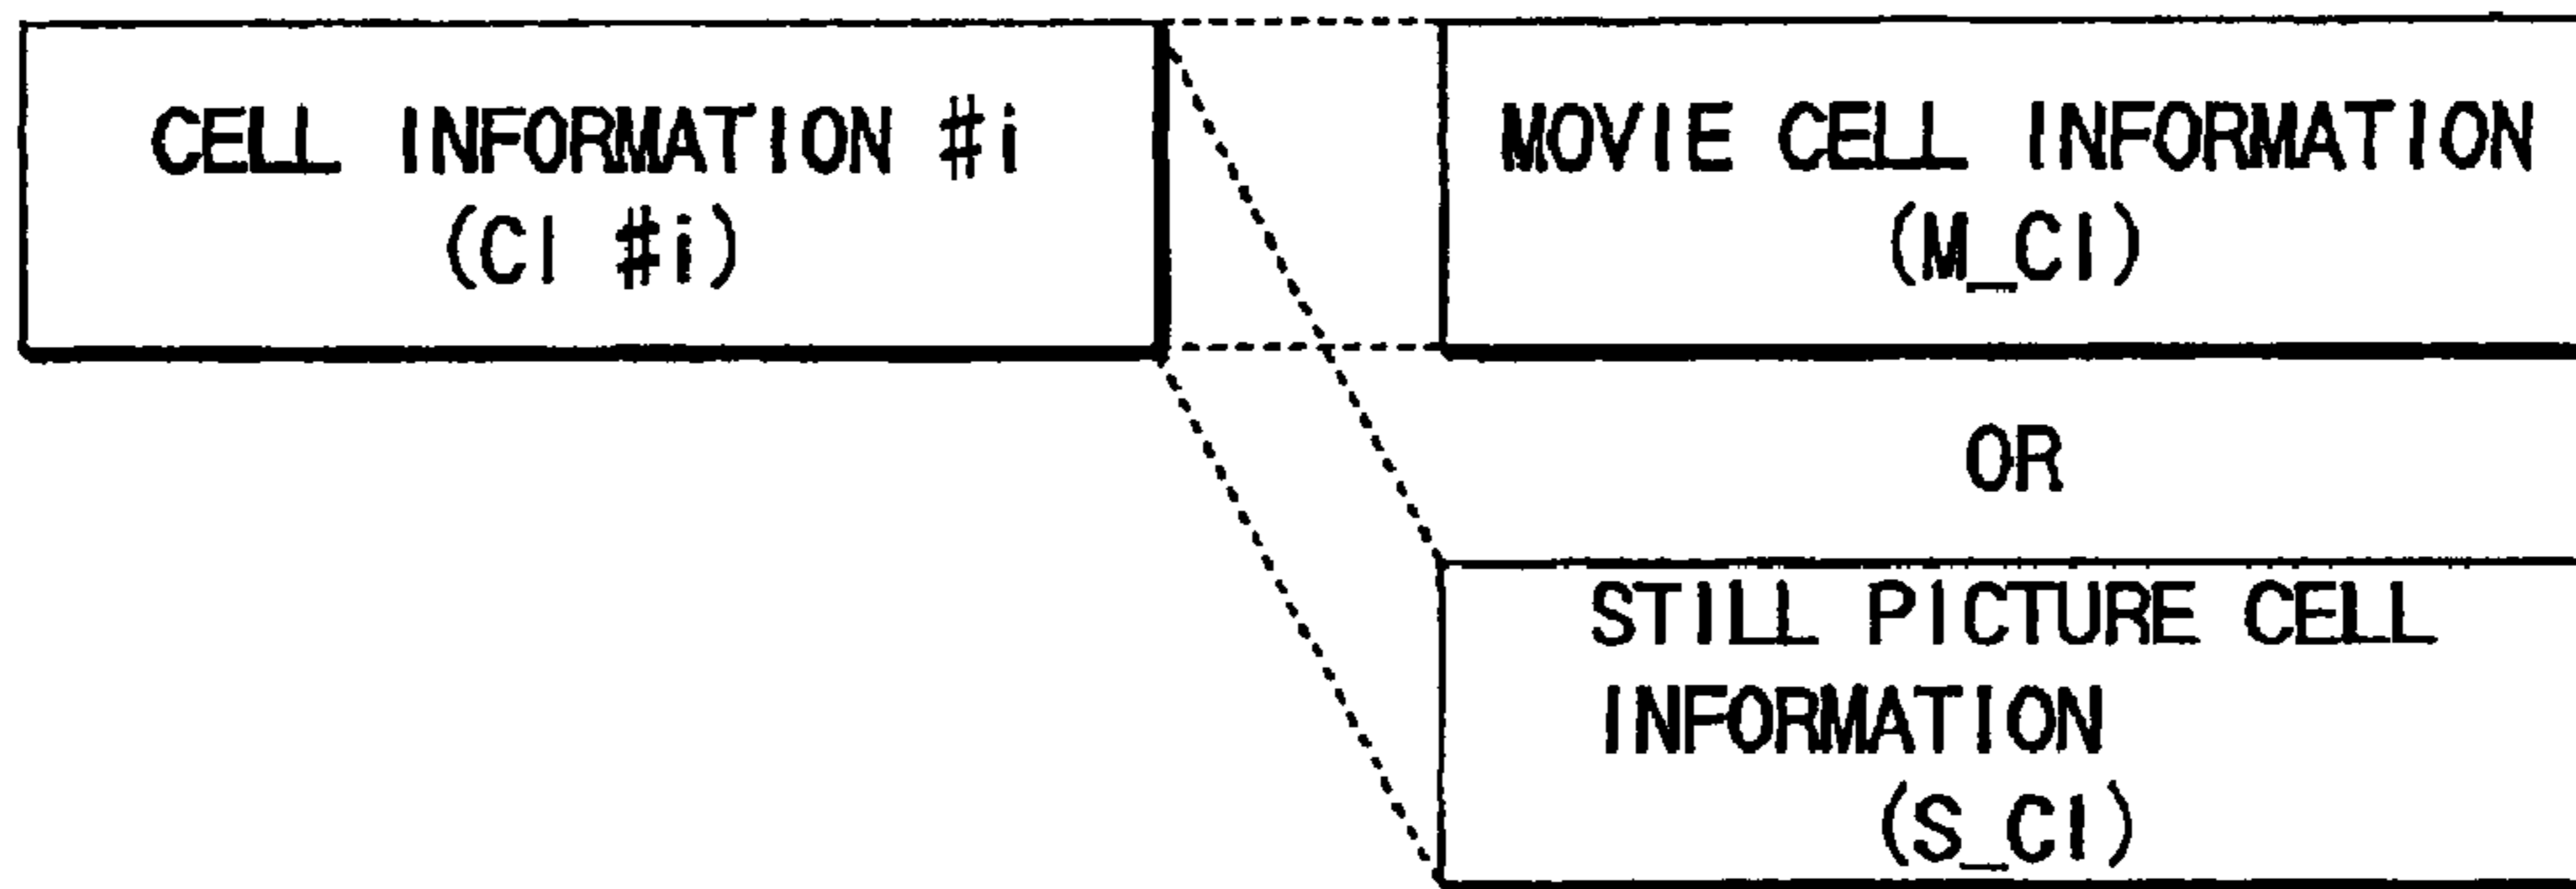 CELL INFORMATION #i
(CI #i)
MOVIE CELL INFORMATION
(M_CI)
OR
STILL PICTURE CELL
INFORMATION
(S_CI)